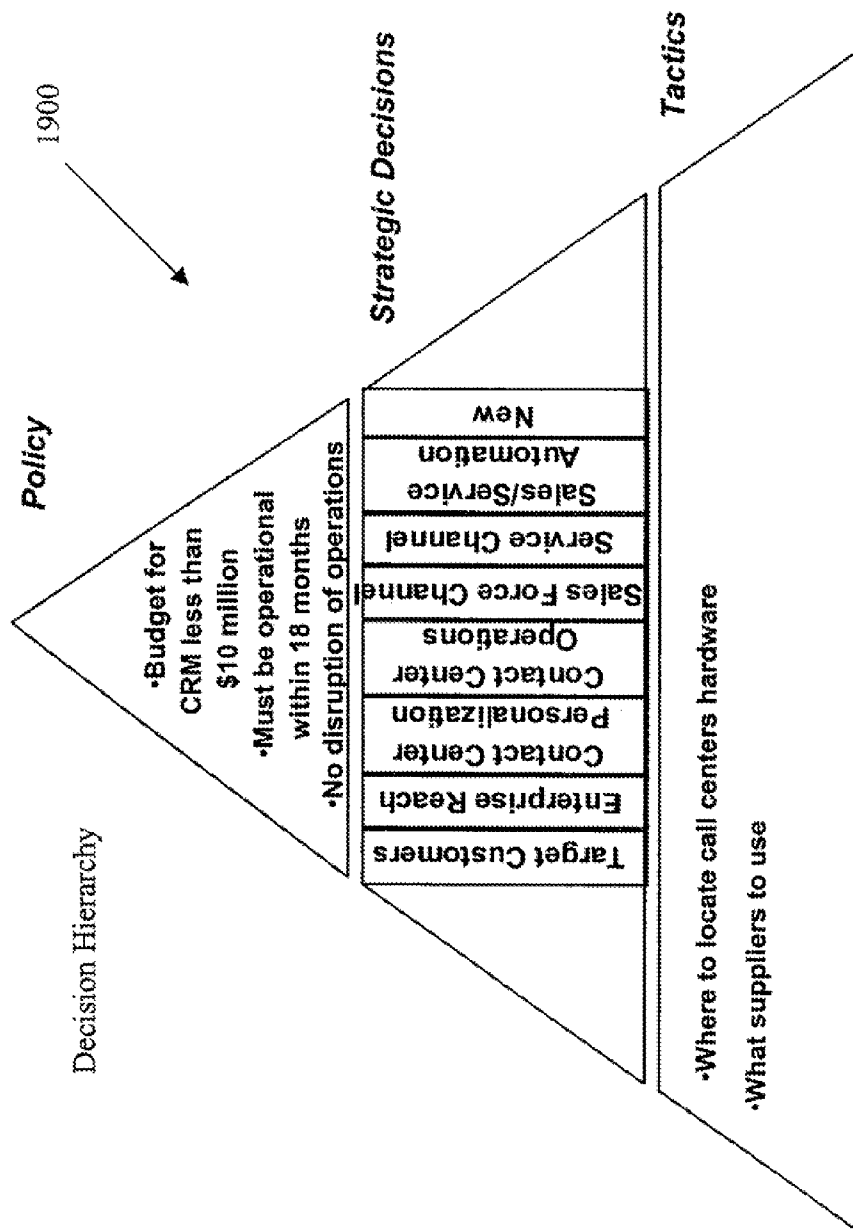 Decision Hierarchy
1900
Policy
•Budget for
CRM less than
$10 million
•Must be operational
within 18 months
•No disruption of operations
Strategic Decisions
Target Customers
Enterprise Reach
Contact Center
Personalization
Contact Center
Operations
Sales Force Channel
Service Channel
Sales/Service
Automation
New
Tactics
•Where to locate call centers hardware
•What suppliers to use